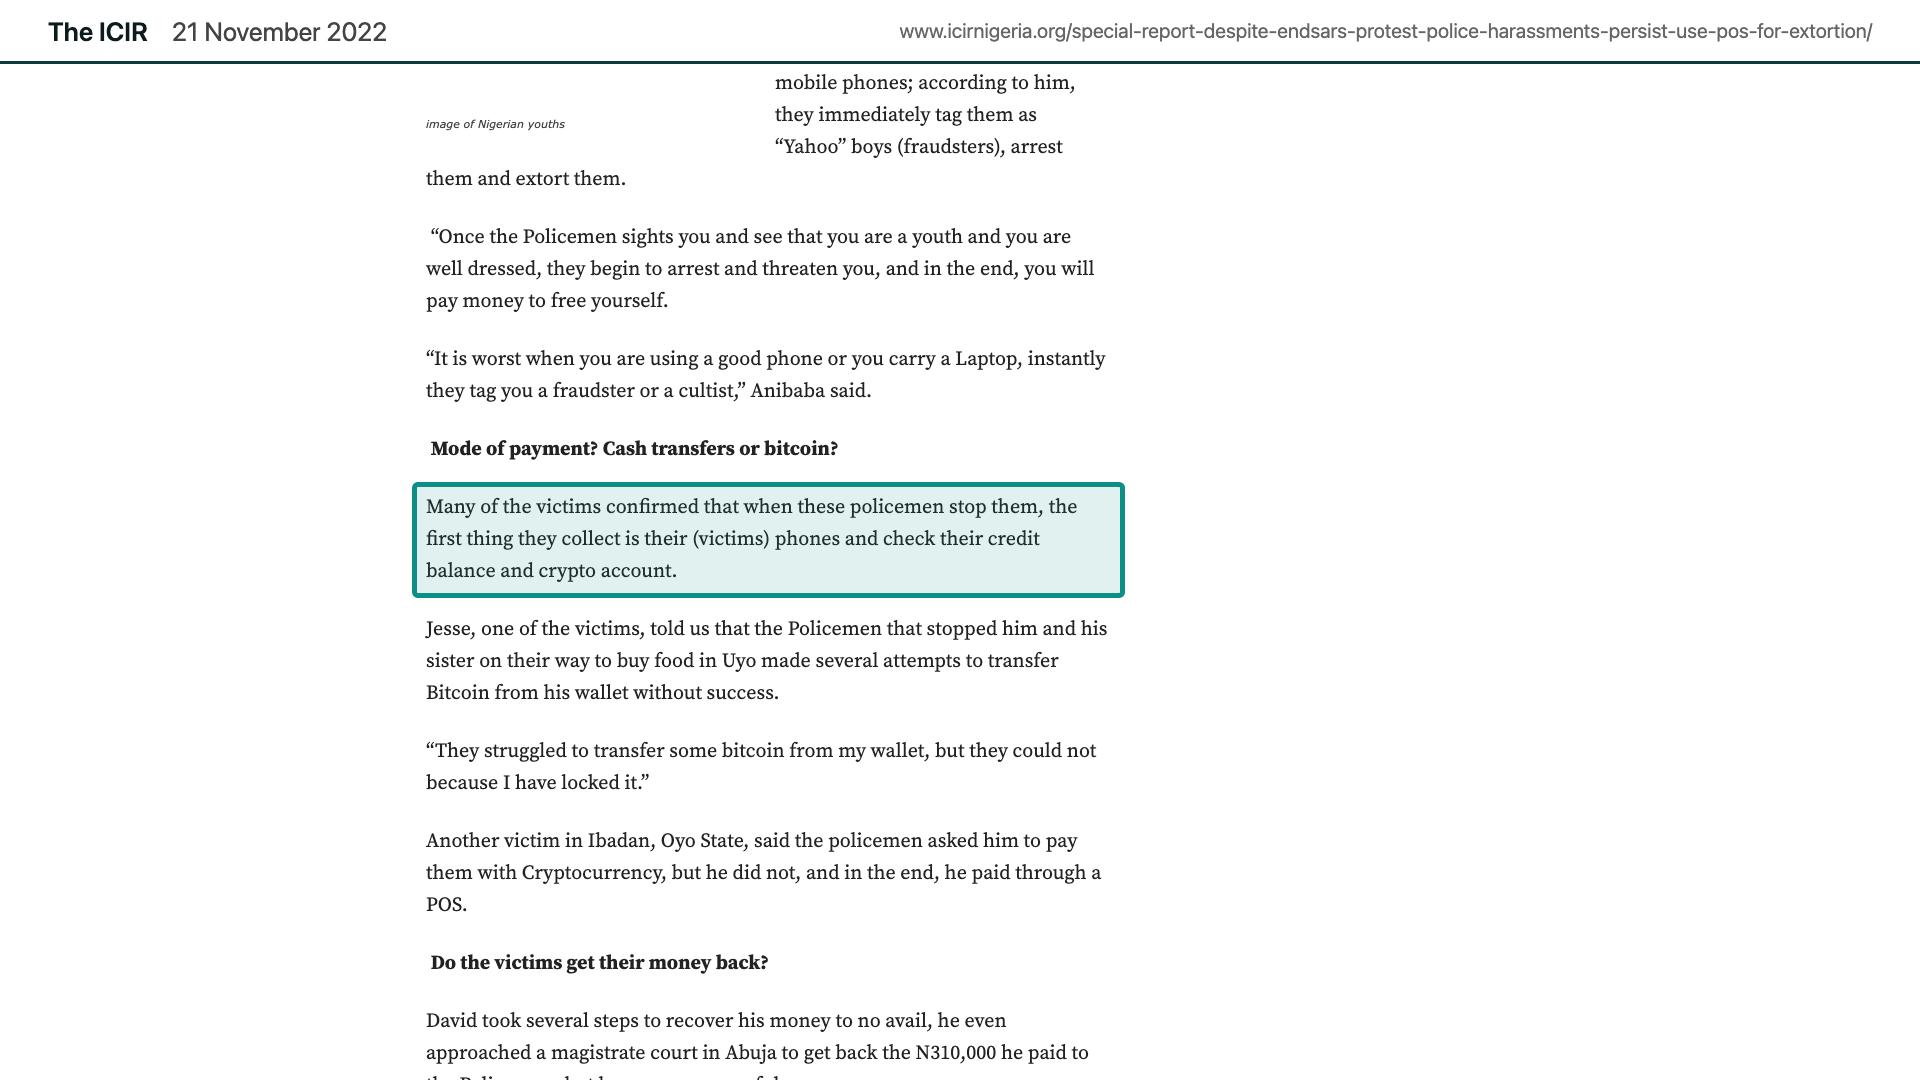 The ICIR 21 November 2022 www.icirnigeria.org/special-report-despite-endsars-protest-police-harassments-persist-use-pos-for-extortion/
mobile phones; according to him,
they immediately tag them as
“Yahoo” boys (fraudsters), arrest
image of Nigerian youths
them and extort them.
“Once the Policemen sights you and see that you are a youth and you are
well dressed, they begin to arrest and threaten you, and in the end, you will
pay money to free yourself.
“It is worst when you are using a good phone or you carry a Laptop, instantly
they tag you a fraudster or a cultist,” Anibaba said.
Mode of payment? Cash transfers or bitcoin?
Many of the victims confirmed that when these policemen stop them, the
first thing they collect is their (victims) phones and check their credit
balance and crypto account.
Jesse, one of the victims, told us that the Policemen that stopped him and his
sister on their way to buy food in Uyo made several attempts to transfer
Bitcoin from his wallet without success.
“They struggled to transfer some bitcoin from my wallet, but they could not
because I have locked it.”
Another victim in Ibadan, Oyo State, said the policemen asked him to pay
them with Cryptocurrency, but he did not, and in the end, he paid through a
POS.
Do the victims get their money back?
David took several steps to recover his money to no avail, he even
approached a magistrate court in Abuja to get back the N310,000 he paid to